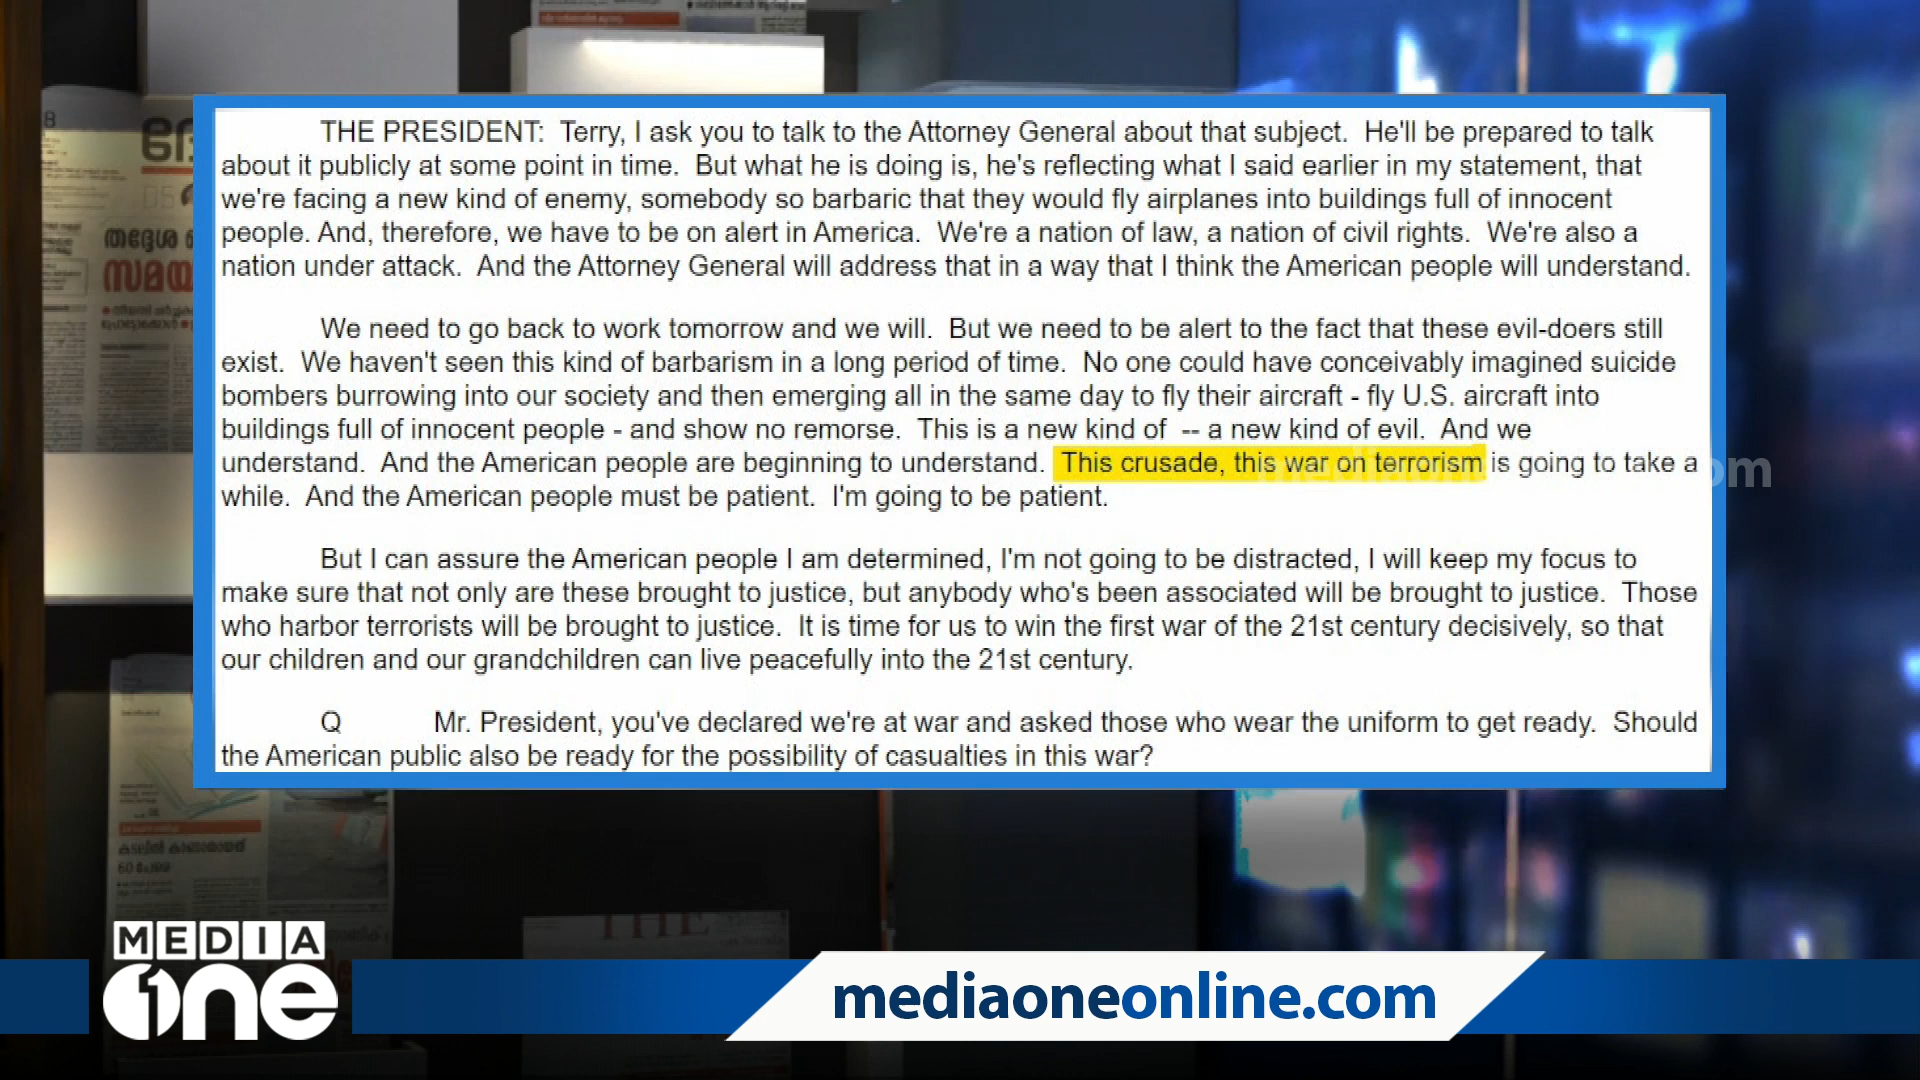 THE PRESIDENT: Terry, I ask you to talk to the Attorney General about that subject. He'll be prepared to talk
about it publicly at some point in time. But what he is doing is, he's reflecting what I said earlier in my statement, that
we're facing a new kind of enemy, somebody so barbaric that they would fly airplanes into buildings full of innocent
people. And, therefore, we have to be on alert in America. We're a nation of law, a nation of civil rights. We're also a
nation under attack. And the Attorney General will address that in a way that I think the American people will understand.
We need to go back to work tomorrow and we will. But we need to be alert to the fact that these evil-doers still
exist. We haven't seen this kind of barbarism in a long period of time. No one could have conceivably imagined suicide
bombers burrowing into our society and then emerging all in the same day to fly their aircraft - fly U.S. aircraft into
buildings full of innocent people - and show no remorse. This is a new kind of -- a new kind of evil. And we
understand. And the American people are beginning to understand. This crusade, this war on terrorism is going to take a
while. And the American people must be patient. I'm going to be patient.
But I can assure the American people I am determined, I'm not going to be distracted, I will keep my focus to
make sure that not only are these brought to justice, but anybody who's been associated will be brought to justice. Those
who harbor terrorists will be brought to justice. It is time for us to win the first war of the 21st century decisively, so that
our children and our grandchildren can live peacefully into the 21st century.
Q Mr. President, you've declared we're at war and asked those who wear the uniform to get ready. Should
the American public also be ready for the possibility of casualties in this war?
തദ്ദേശ
സമയ
60 പേരെ
THE
MEDIA
one
mediaoneonline.com